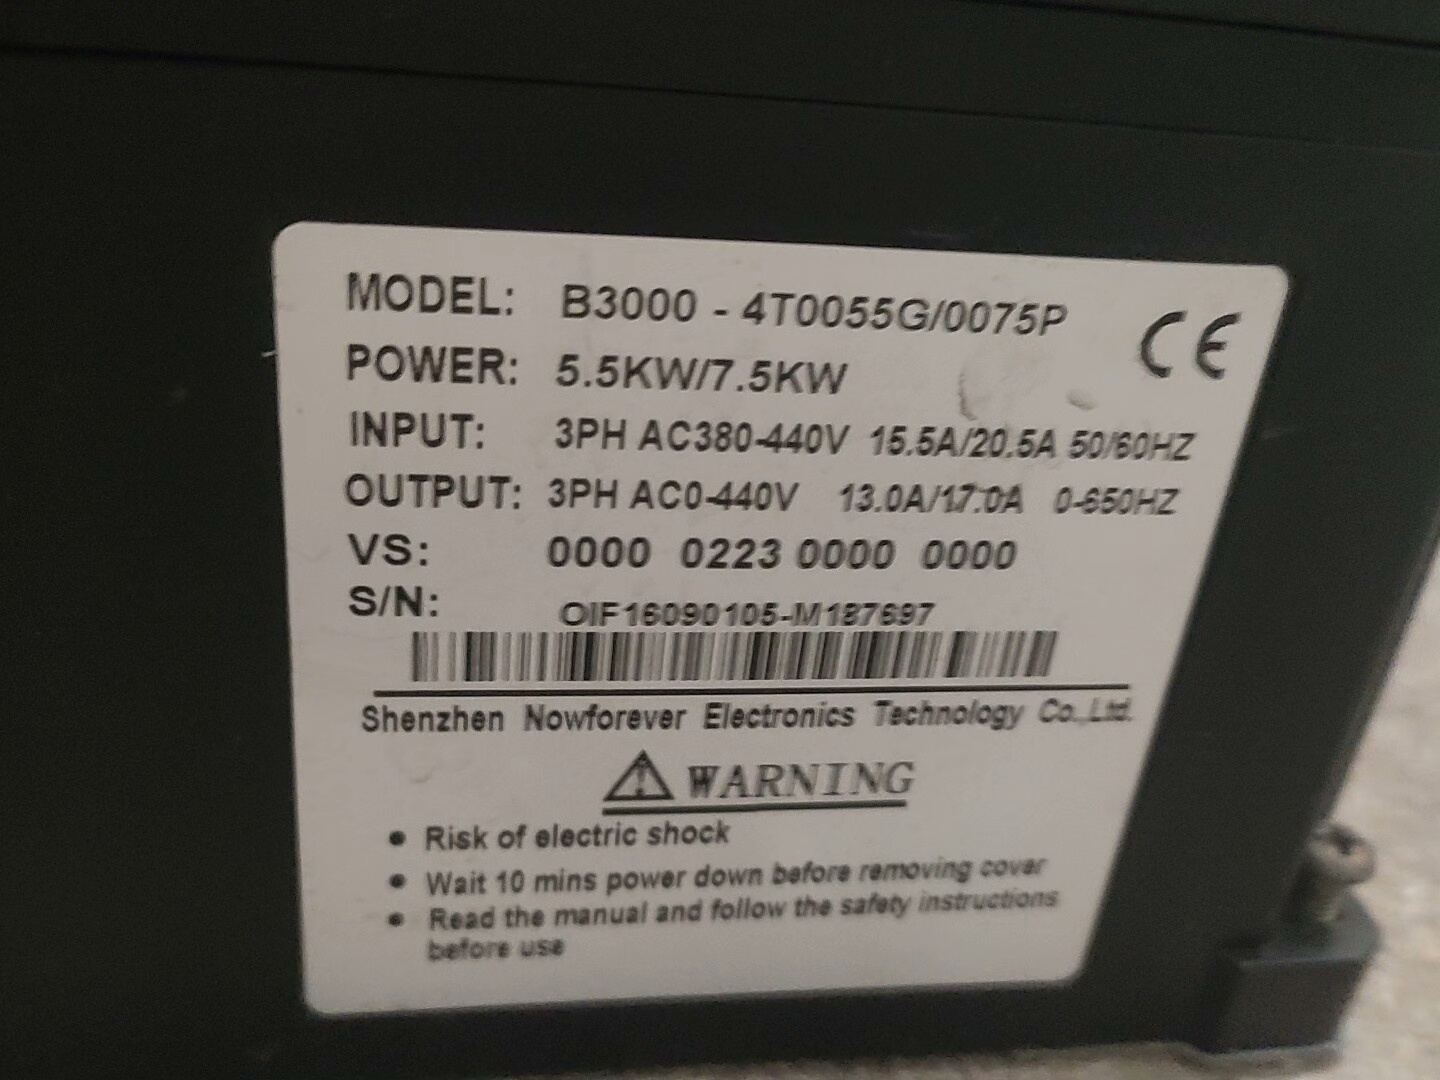 MODEL: B3000 - 4T0055G/0075P
CE
POWER: 5.5KW/7.5KW
INPUT: 3PH AC380-440V 15.5A/20.5A 50/60HZ
OUTPUT: 3PH AC0-440V 13.0A/17.0A 0-650HZ
VS: 0000 0223 0000 0000
S/N: OIF16090105-M187697
Shenzhen Nowforever Electronics Technology Co.,Ltd.
WARNING
• Risk of electric shock
• Wait 10 mins power down before removing cover
• Read the manual and follow the safety instructions
before use